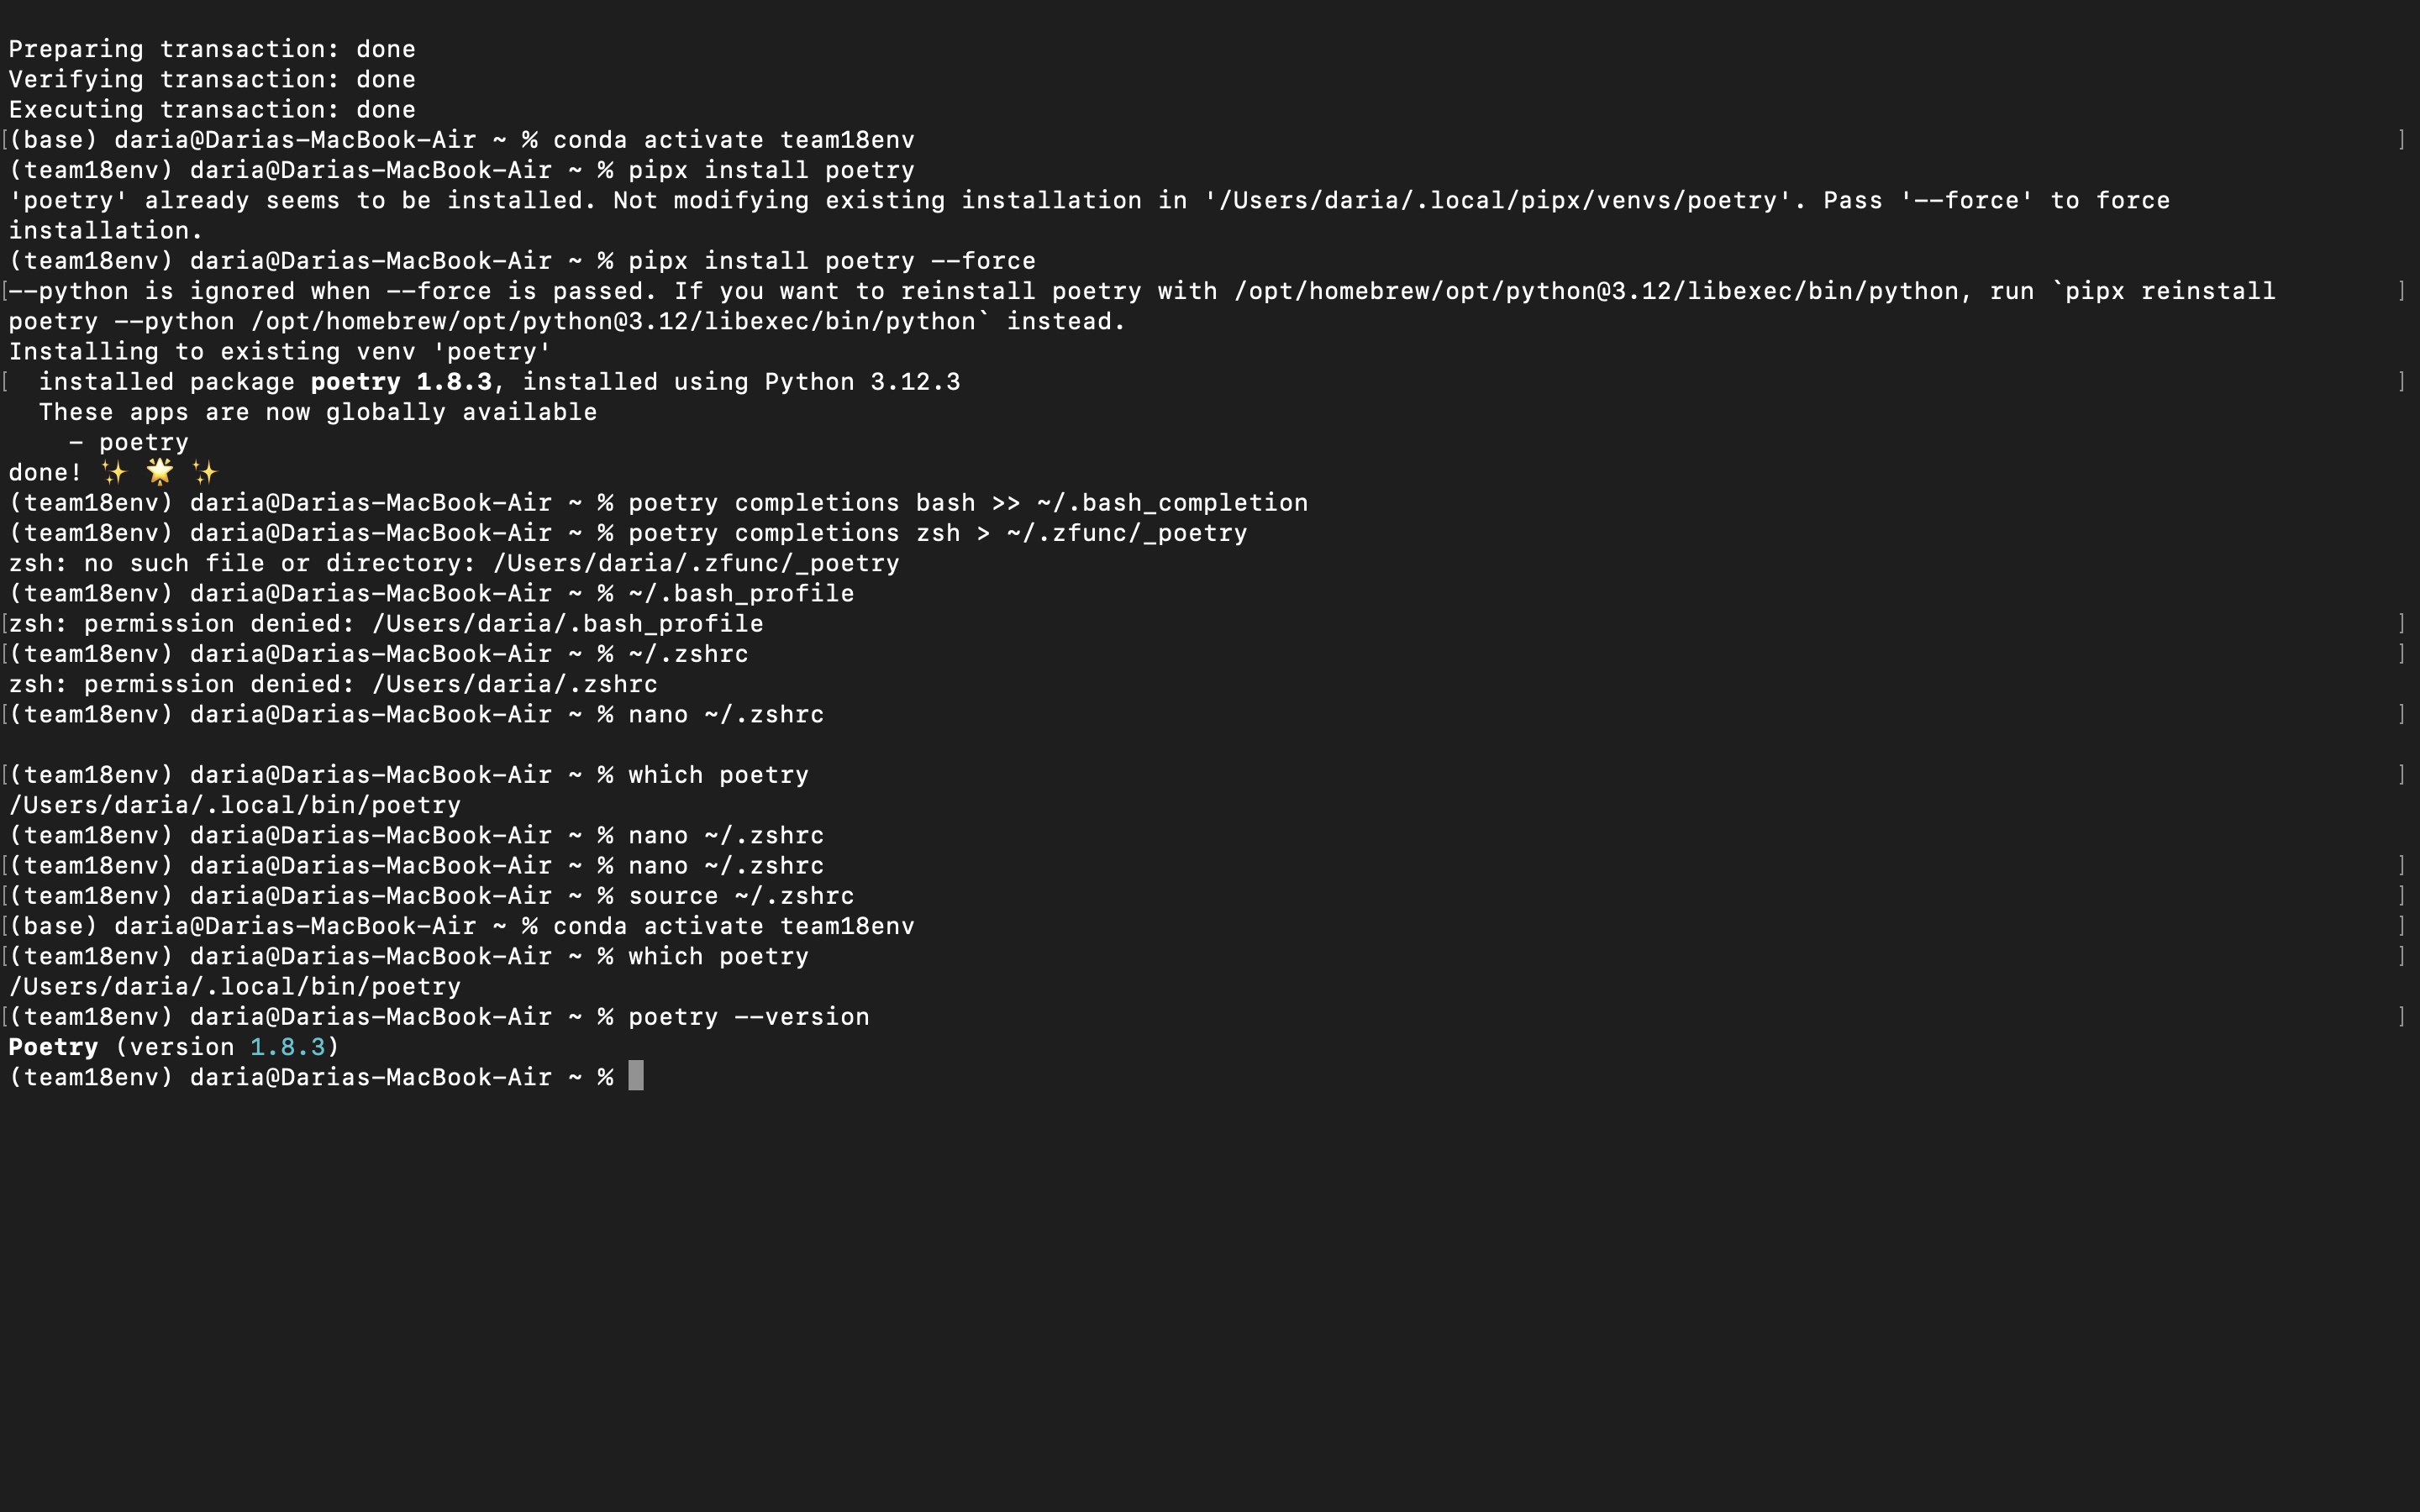 Preparing transaction: done
Verifying transaction: done
Executing transaction: done
[(base) daria@Darias-MacBook-Air ~ % conda activate team18env ]
(team18env) daria@Darias-MacBook-Air ~ % pipx install poetry
'poetry' already seems to be installed. Not modifying existing installation in '/Users/daria/.local/pipx/venvs/poetry'. Pass '--force' to force
installation.
(team18env) daria@Darias-MacBook-Air ~ % pipx install poetry --force
[--python is ignored when --force is passed. If you want to reinstall poetry with /opt/homebrew/opt/python@3.12/libexec/bin/python, run `pipx reinstall ]
poetry --python /opt/homebrew/opt/python@3.12/libexec/bin/python` instead.
Installing to existing venv 'poetry'
[  installed package poetry 1.8.3, installed using Python 3.12.3 ]
  These apps are now globally available
    - poetry
done! ✨ 🌟 ✨
(team18env) daria@Darias-MacBook-Air ~ % poetry completions bash >> ~/.bash_completion
(team18env) daria@Darias-MacBook-Air ~ % poetry completions zsh > ~/.zfunc/_poetry
zsh: no such file or directory: /Users/daria/.zfunc/_poetry
(team18env) daria@Darias-MacBook-Air ~ % ~/.bash_profile
[zsh: permission denied: /Users/daria/.bash_profile ]
[(team18env) daria@Darias-MacBook-Air ~ % ~/.zshrc ]
zsh: permission denied: /Users/daria/.zshrc
[(team18env) daria@Darias-MacBook-Air ~ % nano ~/.zshrc ]
[(team18env) daria@Darias-MacBook-Air ~ % which poetry ]
/Users/daria/.local/bin/poetry
(team18env) daria@Darias-MacBook-Air ~ % nano ~/.zshrc
[(team18env) daria@Darias-MacBook-Air ~ % nano ~/.zshrc ]
[(team18env) daria@Darias-MacBook-Air ~ % source ~/.zshrc ]
[(base) daria@Darias-MacBook-Air ~ % conda activate team18env ]
[(team18env) daria@Darias-MacBook-Air ~ % which poetry ]
/Users/daria/.local/bin/poetry
[(team18env) daria@Darias-MacBook-Air ~ % poetry --version ]
Poetry (version 1.8.3)
(team18env) daria@Darias-MacBook-Air ~ %